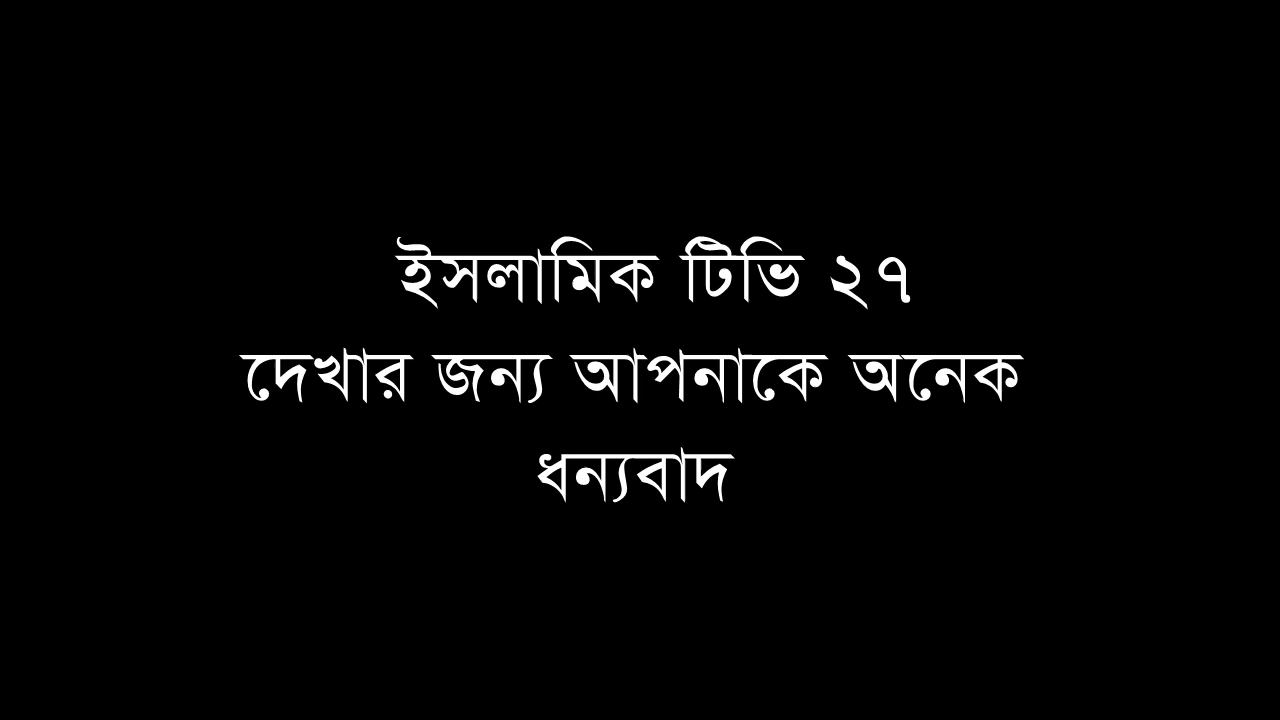 ইসলামিক টিভি ২৭
দেখার জন্য আপনাকে অনেক
ধন্যবাদ